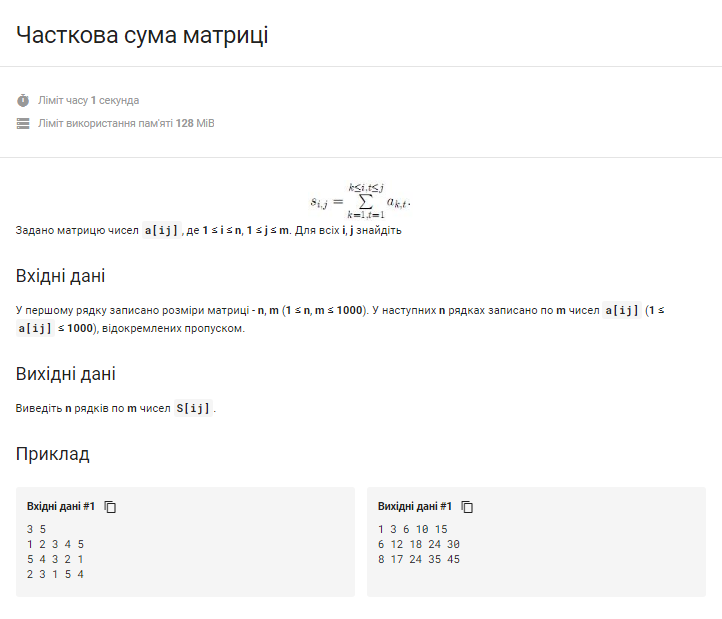 Часткова сума матриці
Ліміт часу 1 секунда
Ліміт використання пам'яті 128 MiB
k≤i,t≤j
s_{i,j} = ∑ a_{k,t}.
k=1,t=1
Задано матрицю чисел a[ij] , де 1 ≤ i ≤ n, 1 ≤ j ≤ m. Для всіх i, j знайдіть
Вхідні дані
У першому рядку записано розміри матриці - n, m (1 ≤ n, m ≤ 1000). У наступних n рядках записано по m чисел a[ij] (1 ≤
a[ij] ≤ 1000), відокремлених пропуском.
Вихідні дані
Виведіть n рядків по m чисел S[ij] .
Приклад
Вхідні дані #1
3 5
1 2 3 4 5
5 4 3 2 1
2 3 1 5 4
Вихідні дані #1
1 3 6 10 15
6 12 18 24 30
8 17 24 35 45